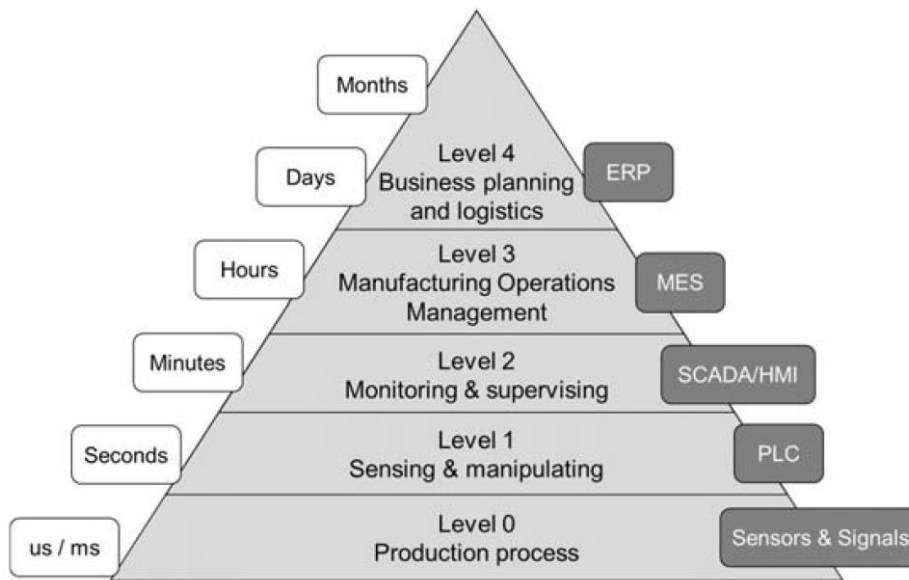 Months
Level 4
Business planning
and logistics
Days
ERP
Level 3
Manufacturing Operations
Management
Hours
MES
Level 2
Monitoring & supervising
Minutes
SCADA/HMI
Level 1
Sensing & manipulating
Seconds
PLC
Level 0
Production process
us / ms
Sensors & Signals